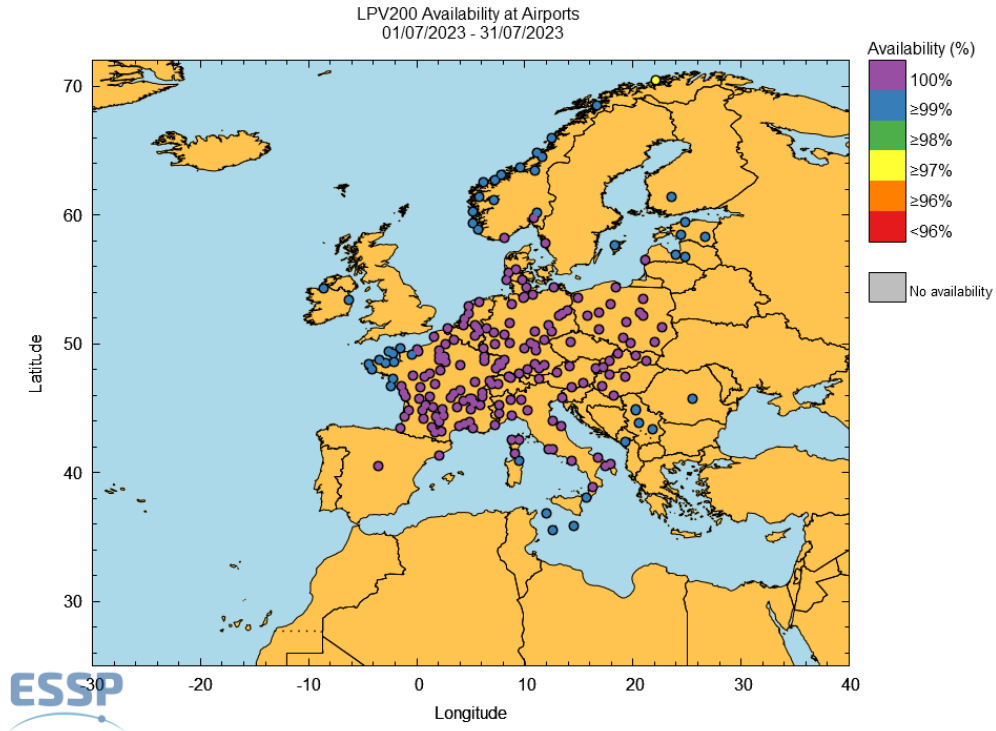 LPV200 Availability at Airports
01/07/2023 - 31/07/2023
Availability (%)
100%
≥99%
≥98%
≥97%
≥96%
<96%
No availability
70
60
50
40
30
Latitude
-30
-20
-10
0
10
20
30
40
Longitude
ESSP